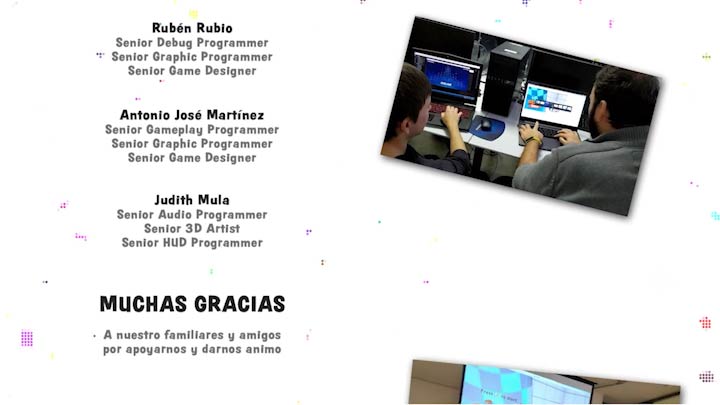 Rubén Rubio
Senior Debug Programmer
Senior Graphic Programmer
Senior Game Designer
Antonio José Martínez
Senior Gameplay Programmer
Senior Graphic Programmer
Senior Game Designer
Judith Mula
Senior Audio Programmer
Senior 3D Artist
Senior HUD Programmer
MUCHAS GRACIAS
A nuestro familiares y amigos
por apoyarnos y darnos animo